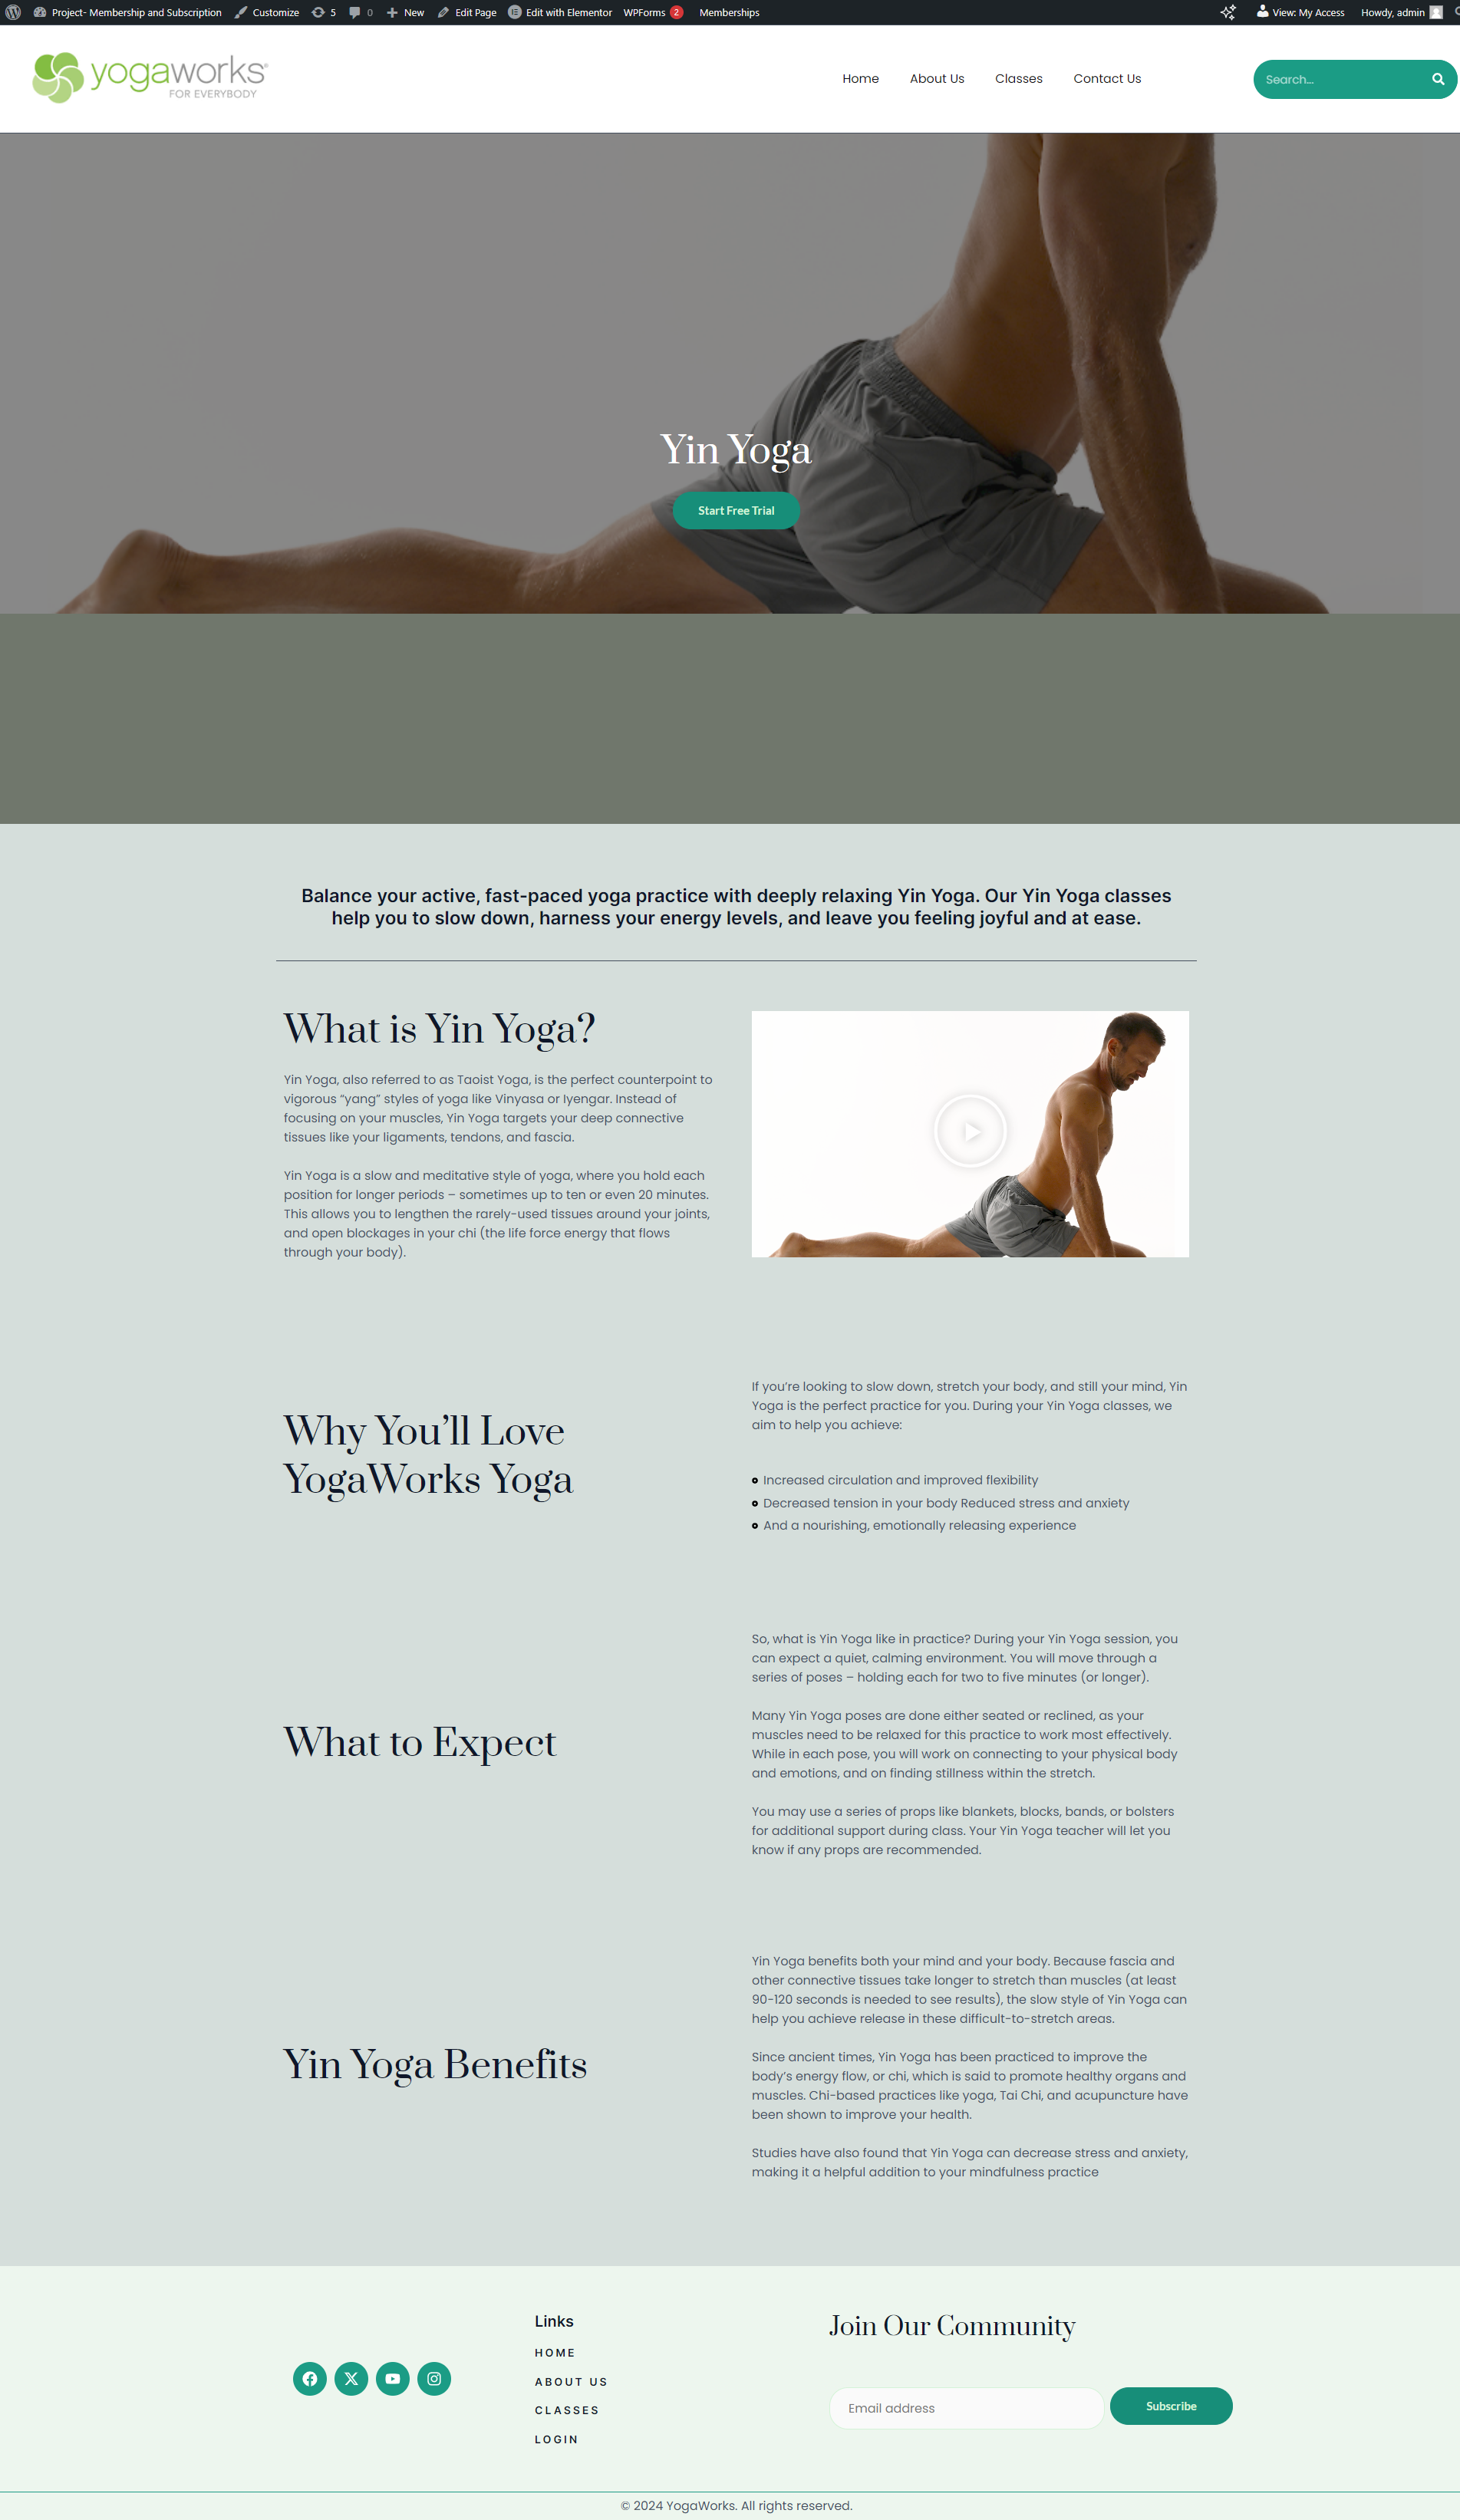 Project- Membership and Subscription Customize 5 0 New Edit Page Edit with Elementor WPForms 2 Memberships View: My Access Howdy, admin
yogaworks®
FOR EVERYBODY
Home About Us Classes Contact Us Search...
Yin Yoga
Start Free Trial
Balance your active, fast-paced yoga practice with deeply relaxing Yin Yoga. Our Yin Yoga classes
help you to slow down, harness your energy levels, and leave you feeling joyful and at ease.
What is Yin Yoga?
Yin Yoga, also referred to as Taoist Yoga, is the perfect counterpoint to
vigorous “yang” styles of yoga like Vinyasa or Iyengar. Instead of
focusing on your muscles, Yin Yoga targets your deep connective
tissues like your ligaments, tendons, and fascia.
Yin Yoga is a slow and meditative style of yoga, where you hold each
position for longer periods – sometimes up to ten or even 20 minutes.
This allows you to lengthen the rarely-used tissues around your joints,
and open blockages in your chi (the life force energy that flows
through your body).
Why You’ll Love
YogaWorks Yoga
If you’re looking to slow down, stretch your body, and still your mind, Yin
Yoga is the perfect practice for you. During your Yin Yoga classes, we
aim to help you achieve:
Increased circulation and improved flexibility
Decreased tension in your body Reduced stress and anxiety
And a nourishing, emotionally releasing experience
What to Expect
So, what is Yin Yoga like in practice? During your Yin Yoga session, you
can expect a quiet, calming environment. You will move through a
series of poses – holding each for two to five minutes (or longer).
Many Yin Yoga poses are done either seated or reclined, as your
muscles need to be relaxed for this practice to work most effectively.
While in each pose, you will work on connecting to your physical body
and emotions, and on finding stillness within the stretch.
You may use a series of props like blankets, blocks, bands, or bolsters
for additional support during class. Your Yin Yoga teacher will let you
know if any props are recommended.
Yin Yoga Benefits
Yin Yoga benefits both your mind and your body. Because fascia and
other connective tissues take longer to stretch than muscles (at least
90-120 seconds is needed to see results), the slow style of Yin Yoga can
help you achieve release in these difficult-to-stretch areas.
Since ancient times, Yin Yoga has been practiced to improve the
body’s energy flow, or chi, which is said to promote healthy organs and
muscles. Chi-based practices like yoga, Tai Chi, and acupuncture have
been shown to improve your health.
Studies have also found that Yin Yoga can decrease stress and anxiety,
making it a helpful addition to your mindfulness practice
Links
HOME
ABOUT US
CLASSES
LOGIN
Join Our Community
Email address Subscribe
© 2024 YogaWorks. All rights reserved.